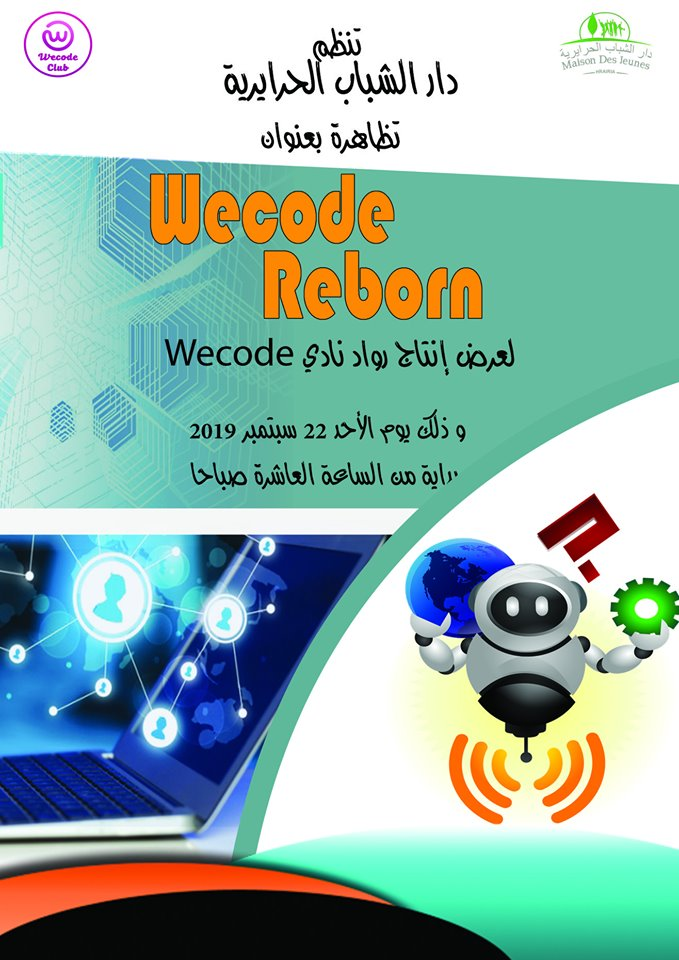 Wecode
Club
دار الشباب الحرايرية
Maison Des Jeunes
HRAIRIA
تنظم
دار الشباب الحرايرية
تظاهرة بعنوان
Wecode
Reborn
لعرض إنتاج رواد نادي Wecode
و ذلك يوم الأحد 22 سبتمبر 2019
من الساعة العاشرة صباحا